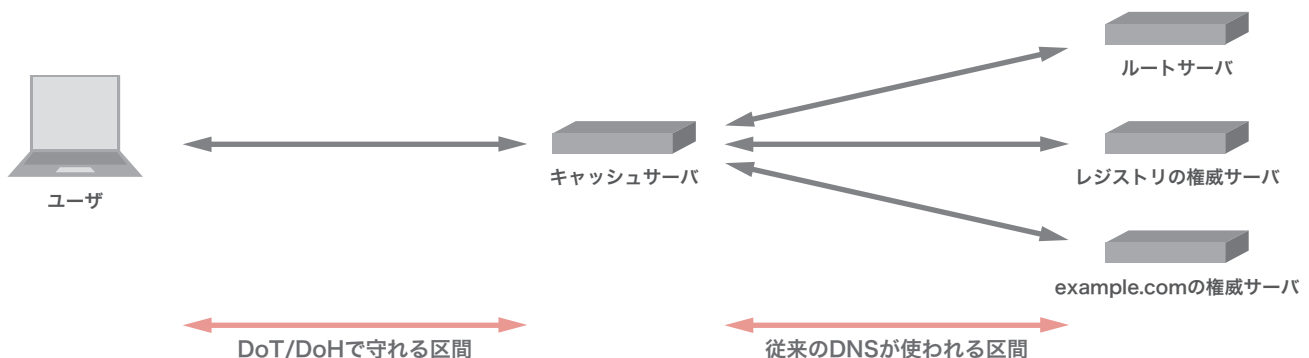 ルートサーバ
ユーザ
キャッシュサーバ
レジストリの権威サーバ
example.comの権威サーバ
DoT/DoHで守れる区間
従来のDNSが使われる区間